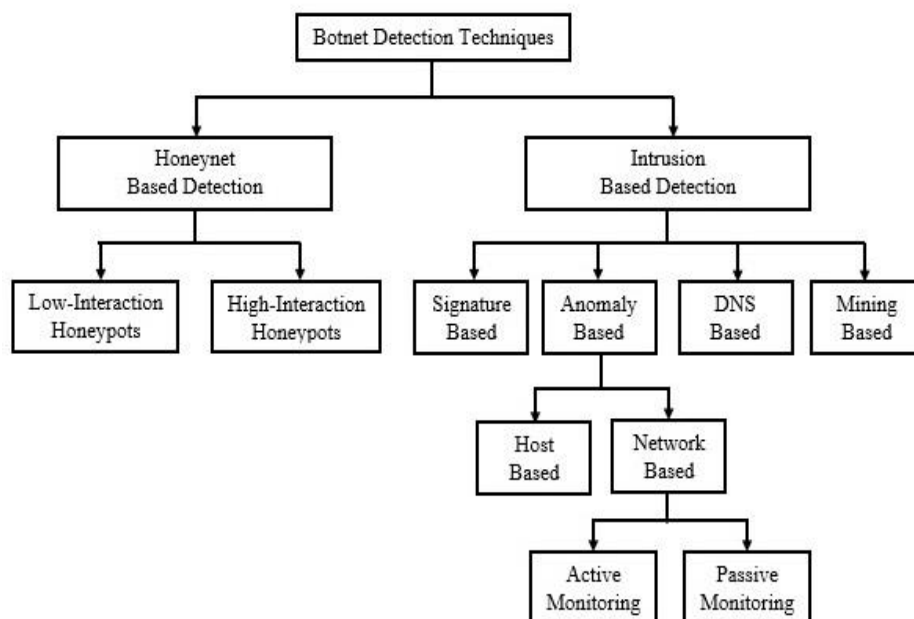 Botnet Detection Techniques
Honeynet
Based Detection
Intrusion
Based Detection
Low-Interaction
Honeypots
High-Interaction
Honeypots
Signature
Based
Anomaly
Based
DNS
Based
Mining
Based
Host
Based
Network
Based
Active
Monitoring
Passive
Monitoring